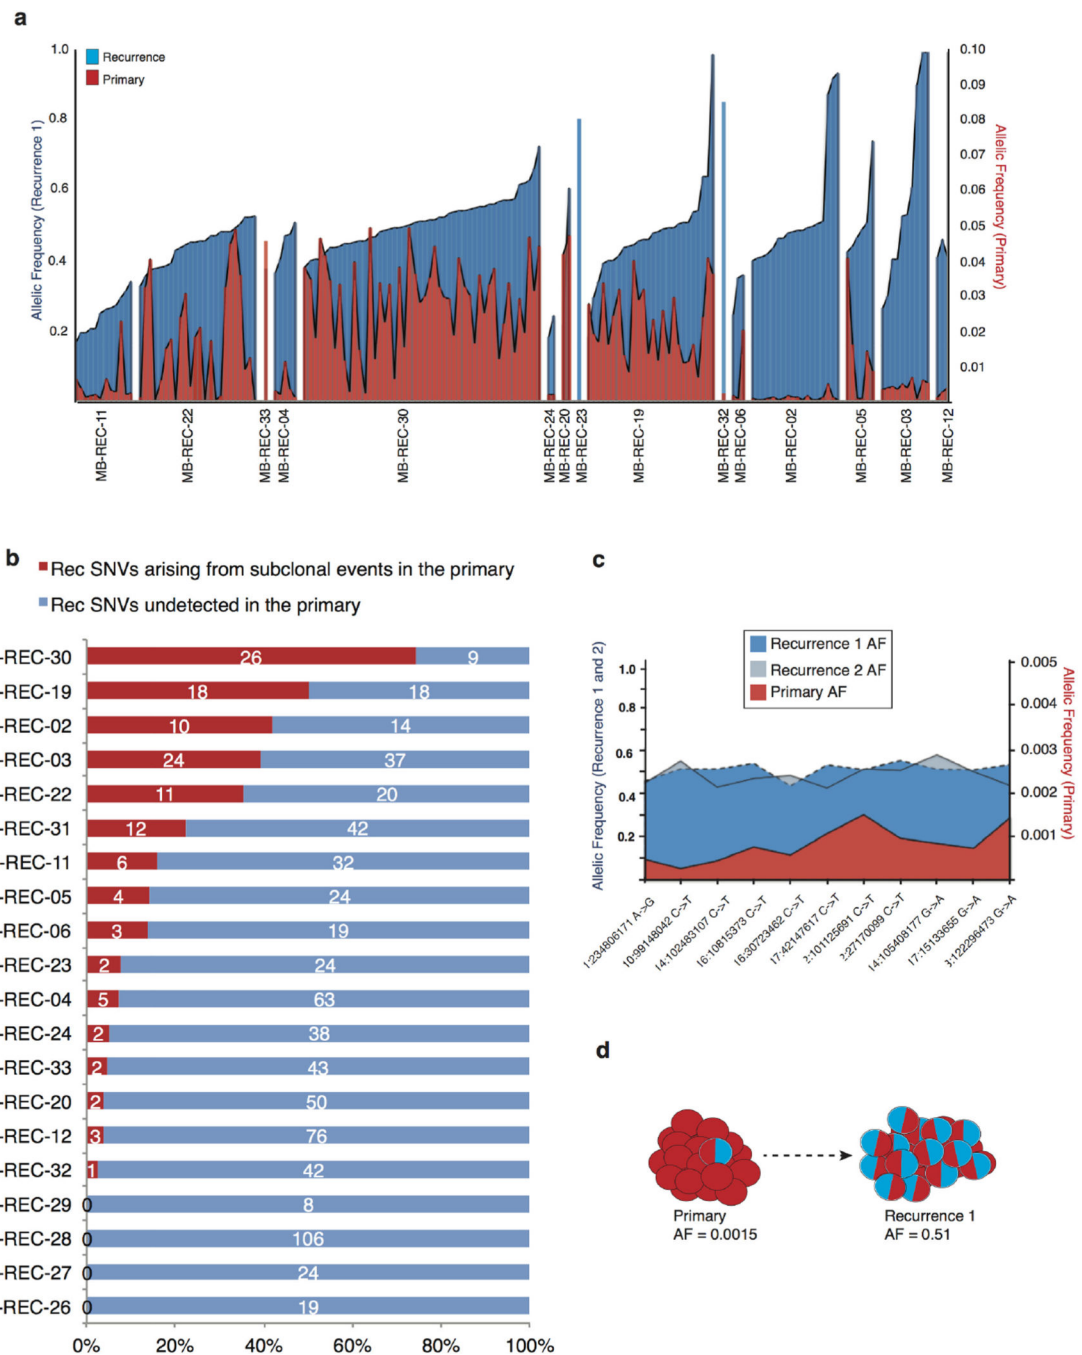 a
1.0
0.8
0.6
0.4
0.2
Allelic Frequency (Recurrence 1)
Recurrence
Primary
0.10
0.09
0.08
0.07
0.06
0.05
0.04
0.03
0.02
0.01
Allelic Frequency (Primary)
MB-REC-11
MB-REC-22
MB-REC-33
MB-REC-04
MB-REC-30
MB-REC-24
MB-REC-20
MB-REC-23
MB-REC-19
MB-REC-32
MB-REC-06
MB-REC-02
MB-REC-05
MB-REC-03
MB-REC-12
b
Rec SNVs arising from subclonal events in the primary
Rec SNVs undetected in the primary
-REC-30 26 9
-REC-19 18 18
-REC-02 10 14
-REC-03 24 37
-REC-22 11 20
-REC-31 12 42
-REC-11 6 32
-REC-05 4 24
-REC-06 3 19
-REC-23 2 24
-REC-04 5 63
-REC-24 2 38
-REC-33 2 43
-REC-20 2 50
-REC-12 3 76
-REC-32 1 42
-REC-29 0 8
-REC-28 0 106
-REC-27 0 24
-REC-26 0 19
0% 20% 40% 60% 80% 100%
c
Recurrence 1 AF
Recurrence 2 AF
Primary AF
Allelic Frequency (Recurrence 1 and 2)
1.0
0.8
0.6
0.4
0.2
0.005
0.004
0.003
0.002
0.001
Allelic Frequency (Primary)
1:234806171 A->G
10:99148042 C->T
14:102483107 C->T
16:10815373 C->T
16:30723462 C->T
17:42147617 C->T
2:101125691 C->T
2:27170099 C->T
14:105408177 G->A
17:15133655 G->A
3:122296473 G->A
d
Primary
AF = 0.0015
Recurrence 1
AF = 0.51